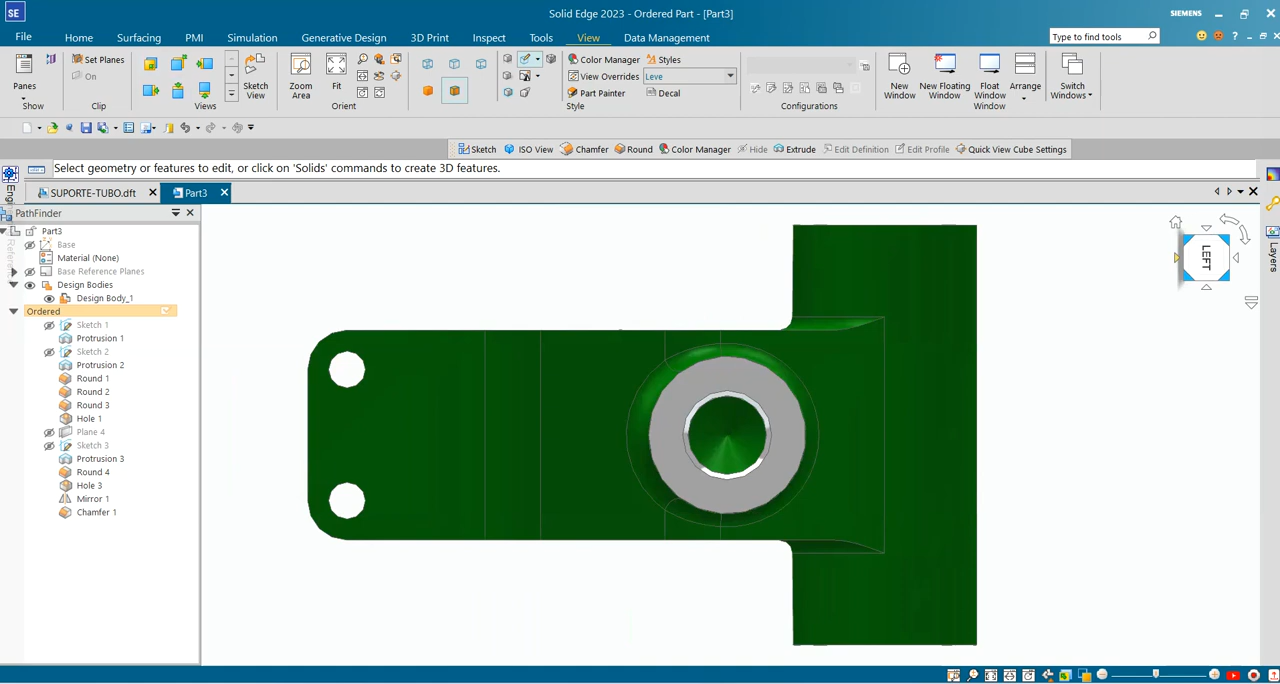 SE
Solid Edge 2023 - Ordered Part - [Part3]
SIEMENS
File Home Surfacing PMI Simulation Generative Design 3D Print Inspect Tools View Data Management
Type to find tools
Panes
Show
Set Planes
On
Clip
Views
Sketch
View
Zoom
Area
Fit
Orient
Color Manager
Styles
View Overrides
Leve
Part Painter
Decal
Style
Configurations
New
Window
New Floating
Window
Float
Window
Arrange
Window
Switch
Windows
Sketch ISO View Chamfer Round Color Manager Hide Extrude Edit Definition Edit Profile Quick View Cube Settings
Select geometry or features to edit, or click on 'Solids' commands to create 3D features.
SUPORTE-TUBO.dft
Part3
PathFinder
Part3
Base
Material (None)
Base Reference Planes
Design Bodies
Design Body_1
Ordered
Sketch 1
Protrusion 1
Sketch 2
Protrusion 2
Round 1
Round 2
Round 3
Hole 1
Plane 4
Sketch 3
Protrusion 3
Round 4
Hole 3
Mirror 1
Chamfer 1
LEFT
Layers